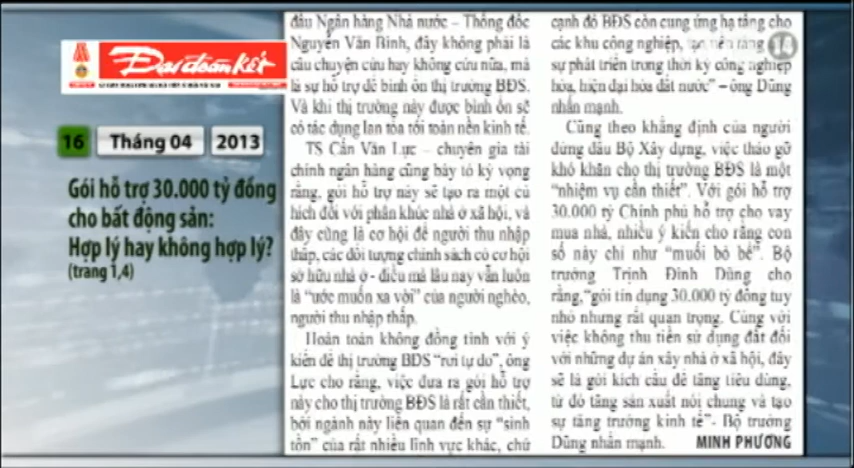 Đại đoàn kết
16 Tháng 04 2013
Gói hỗ trợ 30.000 tỷ đồng
cho bất động sản:
Hợp lý hay không hợp lý?
(trang 1,4)
đầu Ngân hàng Nhà nước – Thống đốc
Nguyễn Văn Bình, đây không phải là
câu chuyện cứu hay không cứu nữa, mà
là sự hỗ trợ để bình ổn thị trường BĐS.
Và khi thị trường này được bình ổn sẽ
có tác dụng lan tỏa tới toàn nền kinh tế.
TS Cấn Văn Lực – chuyên gia tài
chính ngân hàng cũng bày tỏ kỳ vọng
rằng, gói hỗ trợ này sẽ tạo ra một cú
hích đối với phân khúc nhà ở xã hội, và
đây cũng là cơ hội để người thu nhập
thấp, các đối tượng chính sách có cơ hội
sở hữu nhà ở - điều mà lâu nay vẫn luôn
là “ước muốn xa vời” của người nghèo,
người thu nhập thấp.
Hoàn toàn không đồng tình với ý
kiến để thị trường BĐS “rơi tự do”, ông
Lực cho rằng, việc đưa ra gói hỗ trợ
này cho thị trường BĐS là rất cần thiết,
bởi ngành này liên quan đến sự “sinh
tồn” của rất nhiều lĩnh vực khác, chứ
cạnh đó BĐS còn cung ứng hạ tầng cho
các khu công nghiệp, tạo nền tảng
14
sự phát triển trong thời kỳ công nghiệp
hóa, hiện đại hóa đất nước” – ông Dũng
nhấn mạnh.
Cũng theo khẳng định của người
đứng đầu Bộ Xây dựng, việc tháo gỡ
khó khăn cho thị trường BĐS là một
“nhiệm vụ cần thiết”. Với gói hỗ trợ
30.000 tỷ Chính phủ hỗ trợ cho vay
mua nhà, nhiều ý kiến cho rằng con
số này chỉ như “muối bỏ bể”. Bộ
trưởng Trịnh Đình Dũng cho
rằng,“gói tín dụng 30.000 tỷ đồng tuy
nhỏ nhưng rất quan trọng. Cùng với
việc không thu tiền sử dụng đất đối
với những dự án xây nhà ở xã hội, đây
sẽ là gói kích cầu để tăng tiêu dùng,
từ đó tăng sản xuất nói chung và tạo
sự tăng trưởng kinh tế”- Bộ trưởng
Dũng nhấn mạnh. MINH PHƯƠNG